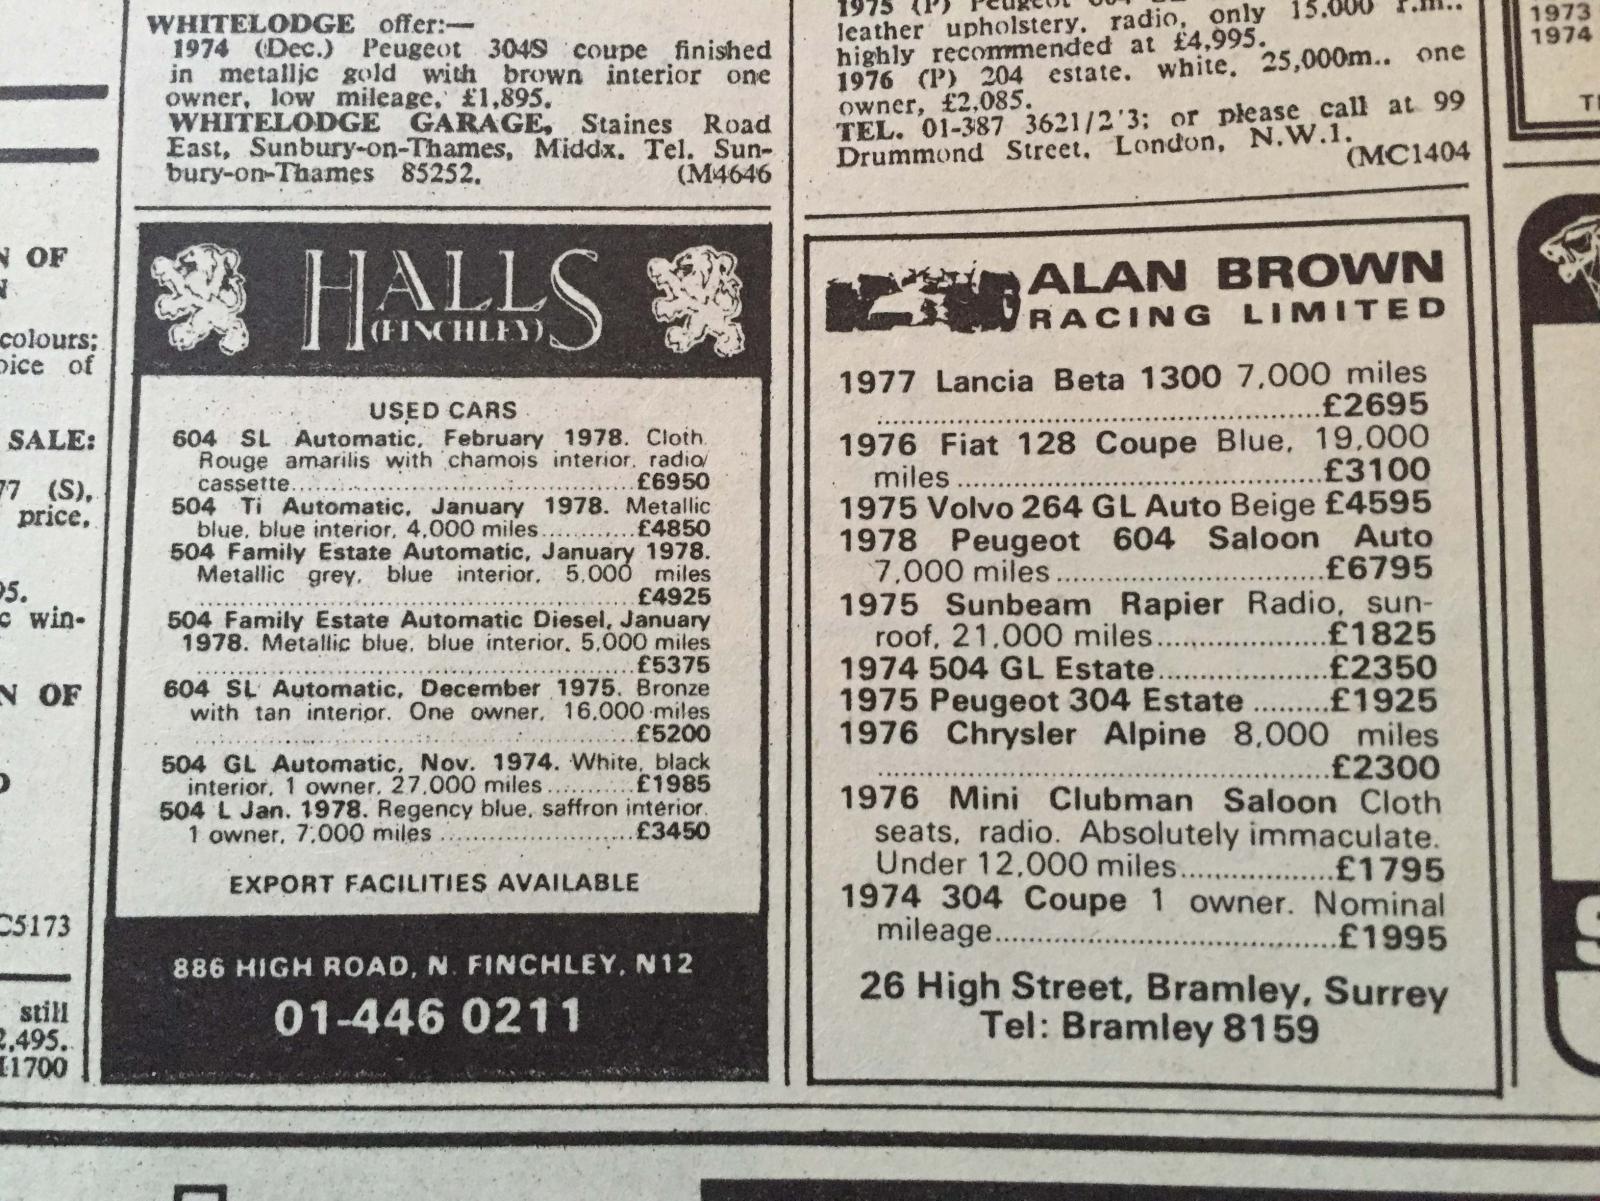 N OF
N
colours;
oice of
SALE:
77 (S),
price,
95.
c win-
N OF
C5173
still
2,495.
1700
WHITELODGE offer:—
1974 (Dec.) Peugeot 304S coupe finished
in metallic gold with brown interior one
owner, low mileage, £1,895.
WHITELODGE GARAGE, Staines Road
East, Sunbury-on-Thames, Middx. Tel. Sun-
bury-on-Thames 85252. (M4646
HALLS
(FINCHLEY)
USED CARS
604 SL Automatic, February 1978. Cloth
Rouge amarilis with chamois interior, radio/
cassette..............................£6950
504 Ti Automatic, January 1978. Metallic
blue, blue interior, 4,000 miles............£4850
504 Family Estate Automatic, January 1978.
Metallic grey, blue interior, 5,000 miles
..............................£4925
504 Family Estate Automatic Diesel, January
1978. Metallic blue, blue interior, 5,000 miles
..............................£5375
604 SL Automatic, December 1975. Bronze
with tan interior. One owner, 16,000 miles
..............................£5200
504 GL Automatic, Nov. 1974. White, black
interior, 1 owner, 27,000 miles..........£1985
504 L Jan. 1978. Regency blue, saffron interior.
1 owner, 7,000 miles ......................£3450
EXPORT FACILITIES AVAILABLE
886 HIGH ROAD, N. FINCHLEY, N12
01-446 0211
1975 (P) Peugeot 604
leather upholstery, radio, only 15,000 r.m..
highly recommended at £4,995.
1976 (P) 204 estate, white, 25,000m.. one
owner, £2,085.
TEL. 01-387 3621/2'3; or please call at 99
Drummond Street, London, N.W.1.
(MC1404
ALAN BROWN
RACING LIMITED
1977 Lancia Beta 1300 7,000 miles
..............................£2695
1976 Fiat 128 Coupe Blue, 19,000
miles ..............................£3100
1975 Volvo 264 GL Auto Beige £4595
1978 Peugeot 604 Saloon Auto
7,000 miles ..............................£6795
1975 Sunbeam Rapier Radio, sun-
roof, 21,000 miles....................£1825
1974 504 GL Estate....................£2350
1975 Peugeot 304 Estate .........£1925
1976 Chrysler Alpine 8,000 miles
..............................£2300
1976 Mini Clubman Saloon Cloth
seats, radio. Absolutely immaculate.
Under 12,000 miles..................£1795
1974 304 Coupe 1 owner. Nominal
mileage..............................£1995
26 High Street, Bramley, Surrey
Tel: Bramley 8159
1973
1974